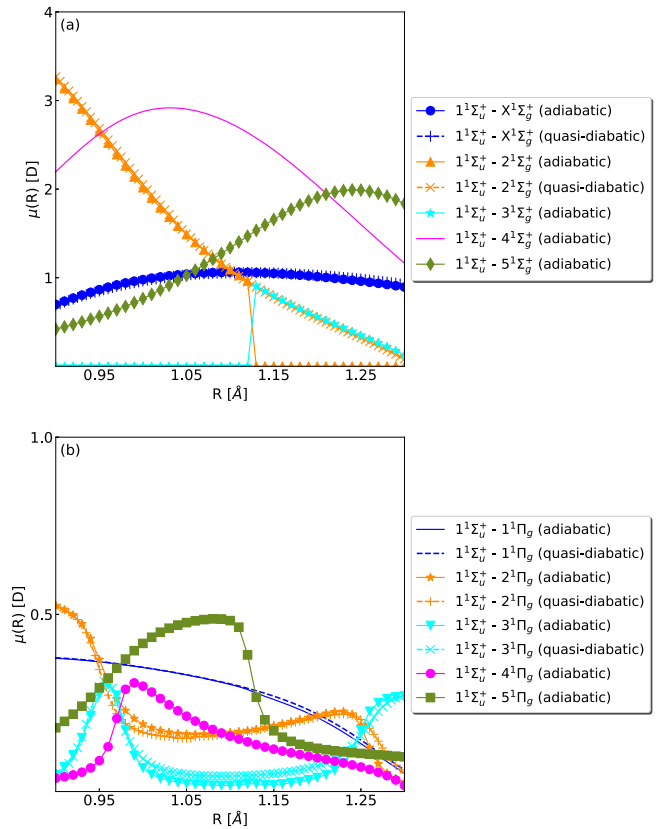 (a)
4
3
2
1
μ(R) [D]
0.95 1.05 1.15 1.25
R [Å]
1¹Σᵤ⁺ - X¹Σg⁺ (adiabatic)
1¹Σᵤ⁺ - X¹Σg⁺ (quasi-diabatic)
1¹Σᵤ⁺ - 2¹Σg⁺ (adiabatic)
1¹Σᵤ⁺ - 2¹Σg⁺ (quasi-diabatic)
1¹Σᵤ⁺ - 3¹Σg⁺ (adiabatic)
1¹Σᵤ⁺ - 4¹Σg⁺ (adiabatic)
1¹Σᵤ⁺ - 5¹Σg⁺ (adiabatic)
(b)
1.0
0.5
μ(R) [D]
0.95 1.05 1.15 1.25
R [Å]
1¹Σᵤ⁺ - 1¹Πg (adiabatic)
1¹Σᵤ⁺ - 1¹Πg (quasi-diabatic)
1¹Σᵤ⁺ - 2¹Πg (adiabatic)
1¹Σᵤ⁺ - 2¹Πg (quasi-diabatic)
1¹Σᵤ⁺ - 3¹Πg (adiabatic)
1¹Σᵤ⁺ - 3¹Πg (quasi-diabatic)
1¹Σᵤ⁺ - 4¹Πg (adiabatic)
1¹Σᵤ⁺ - 5¹Πg (adiabatic)